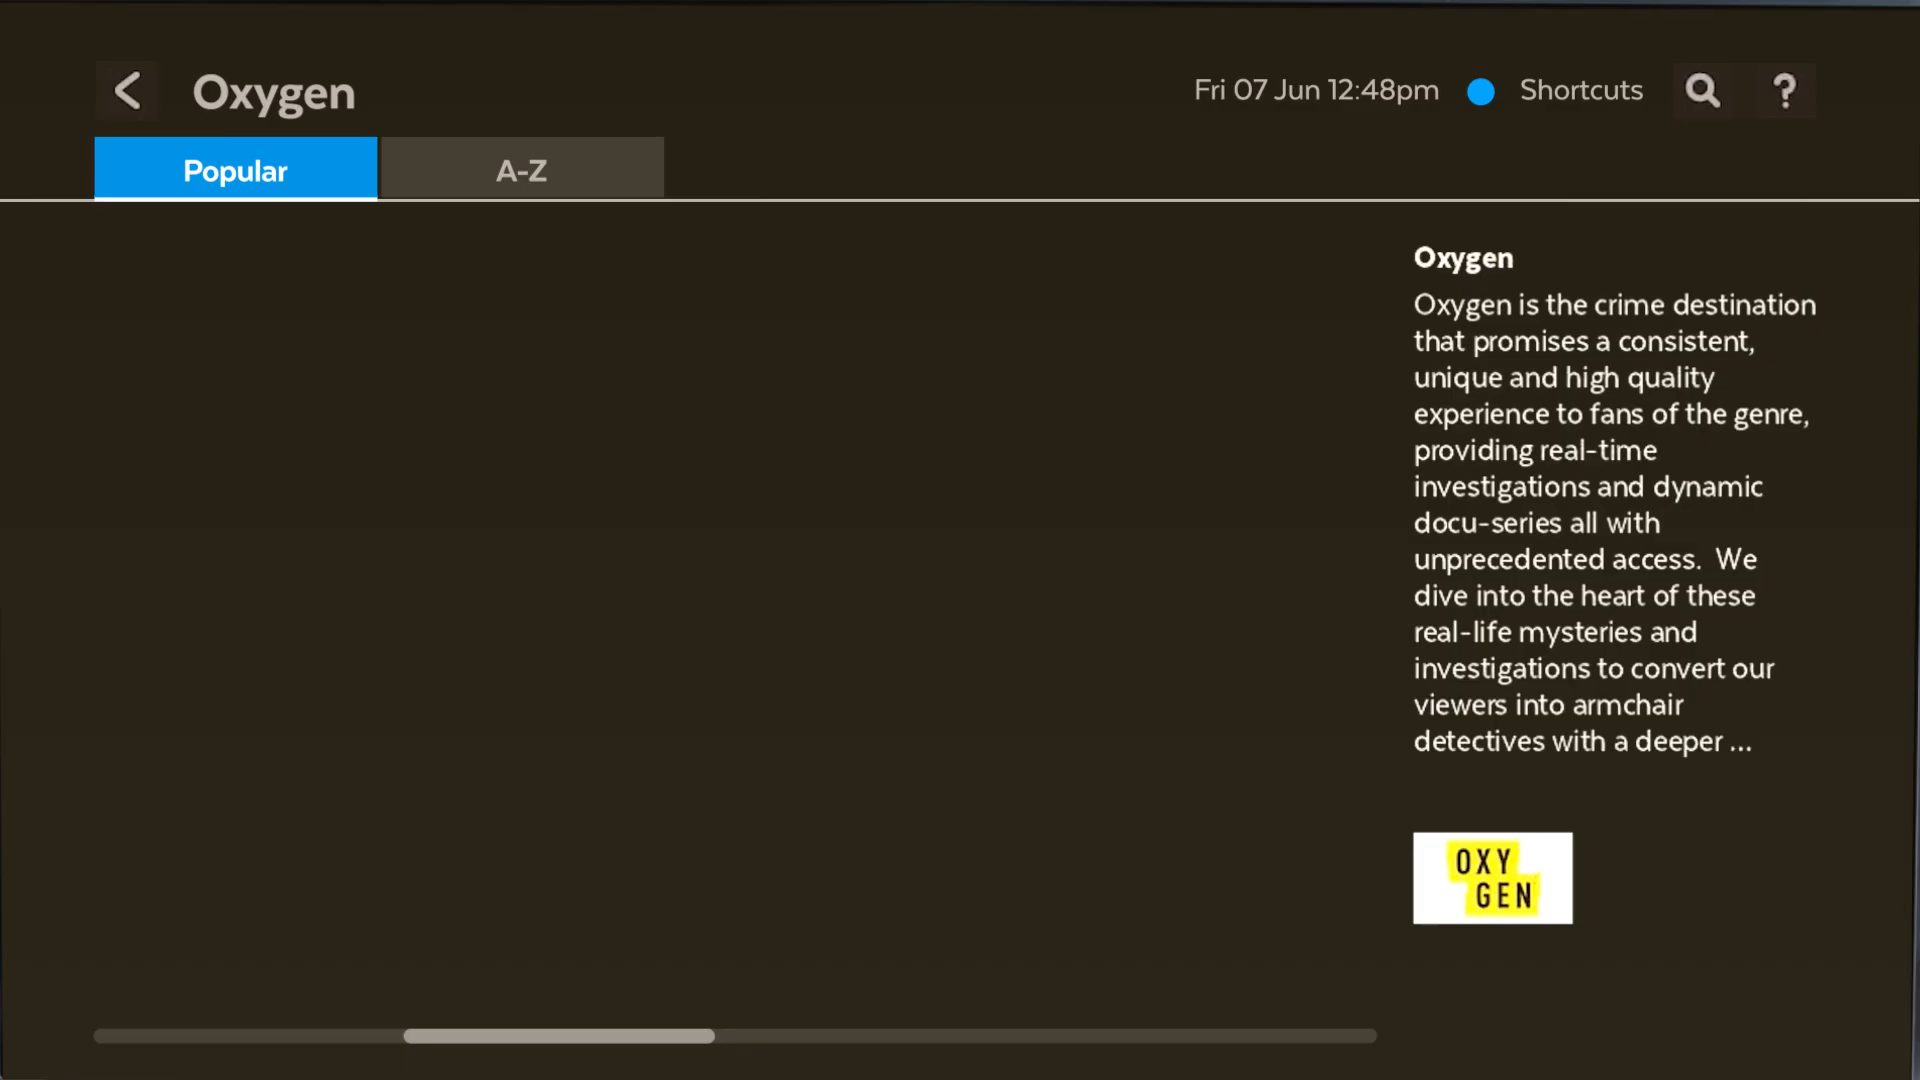 Oxygen
Fri 07 Jun 12:48pm
Shortcuts
?
Popular
A-Z
Oxygen
Oxygen is the crime destination
that promises a consistent,
unique and high quality
experience to fans of the genre,
providing real-time
investigations and dynamic
docu-series all with
unprecedented access.  We
dive into the heart of these
real-life mysteries and
investigations to convert our
viewers into armchair
detectives with a deeper ...
OXY
GEN